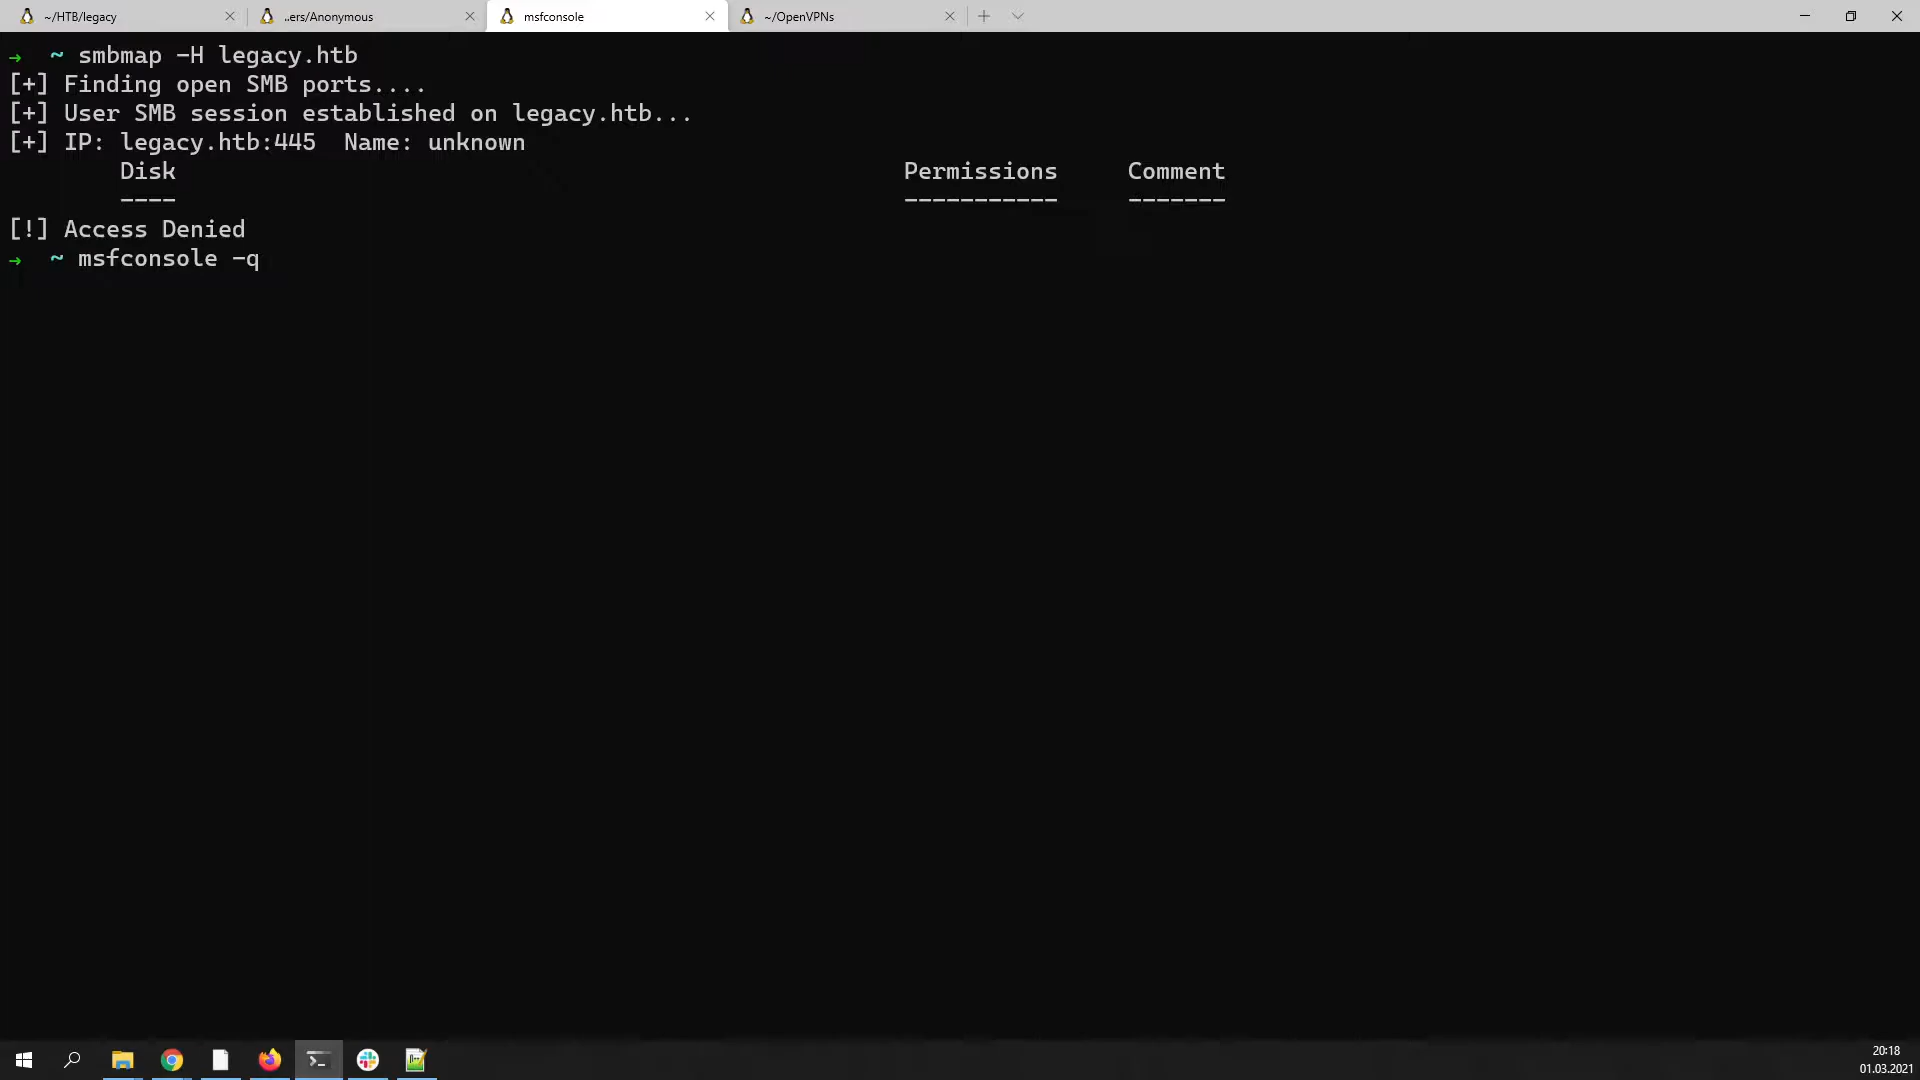 ~/HTB/legacy
..ers/Anonymous
msfconsole
~/OpenVPNs
→ ~ smbmap -H legacy.htb
[+] Finding open SMB ports....
[+] User SMB session established on legacy.htb...
[+] IP: legacy.htb:445 Name: unknown
Disk Permissions Comment
---- ----------- -------
[!] Access Denied
→ ~ msfconsole -q
20:18
01.03.2021